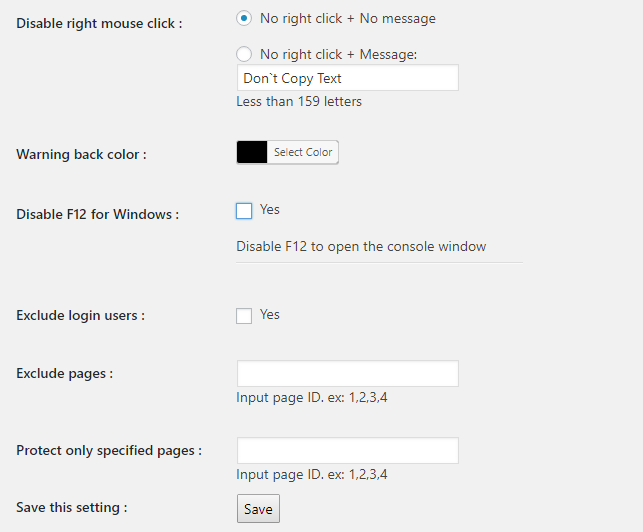 Disable right mouse click :
No right click + No message
No right click + Message:
Don`t Copy Text
Less than 159 letters
Warning back color :
Select Color
Disable F12 for Windows :
Yes
Disable F12 to open the console window
Exclude login users :
Yes
Exclude pages :
Input page ID. ex: 1,2,3,4
Protect only specified pages :
Input page ID. ex: 1,2,3,4
Save this setting :
Save